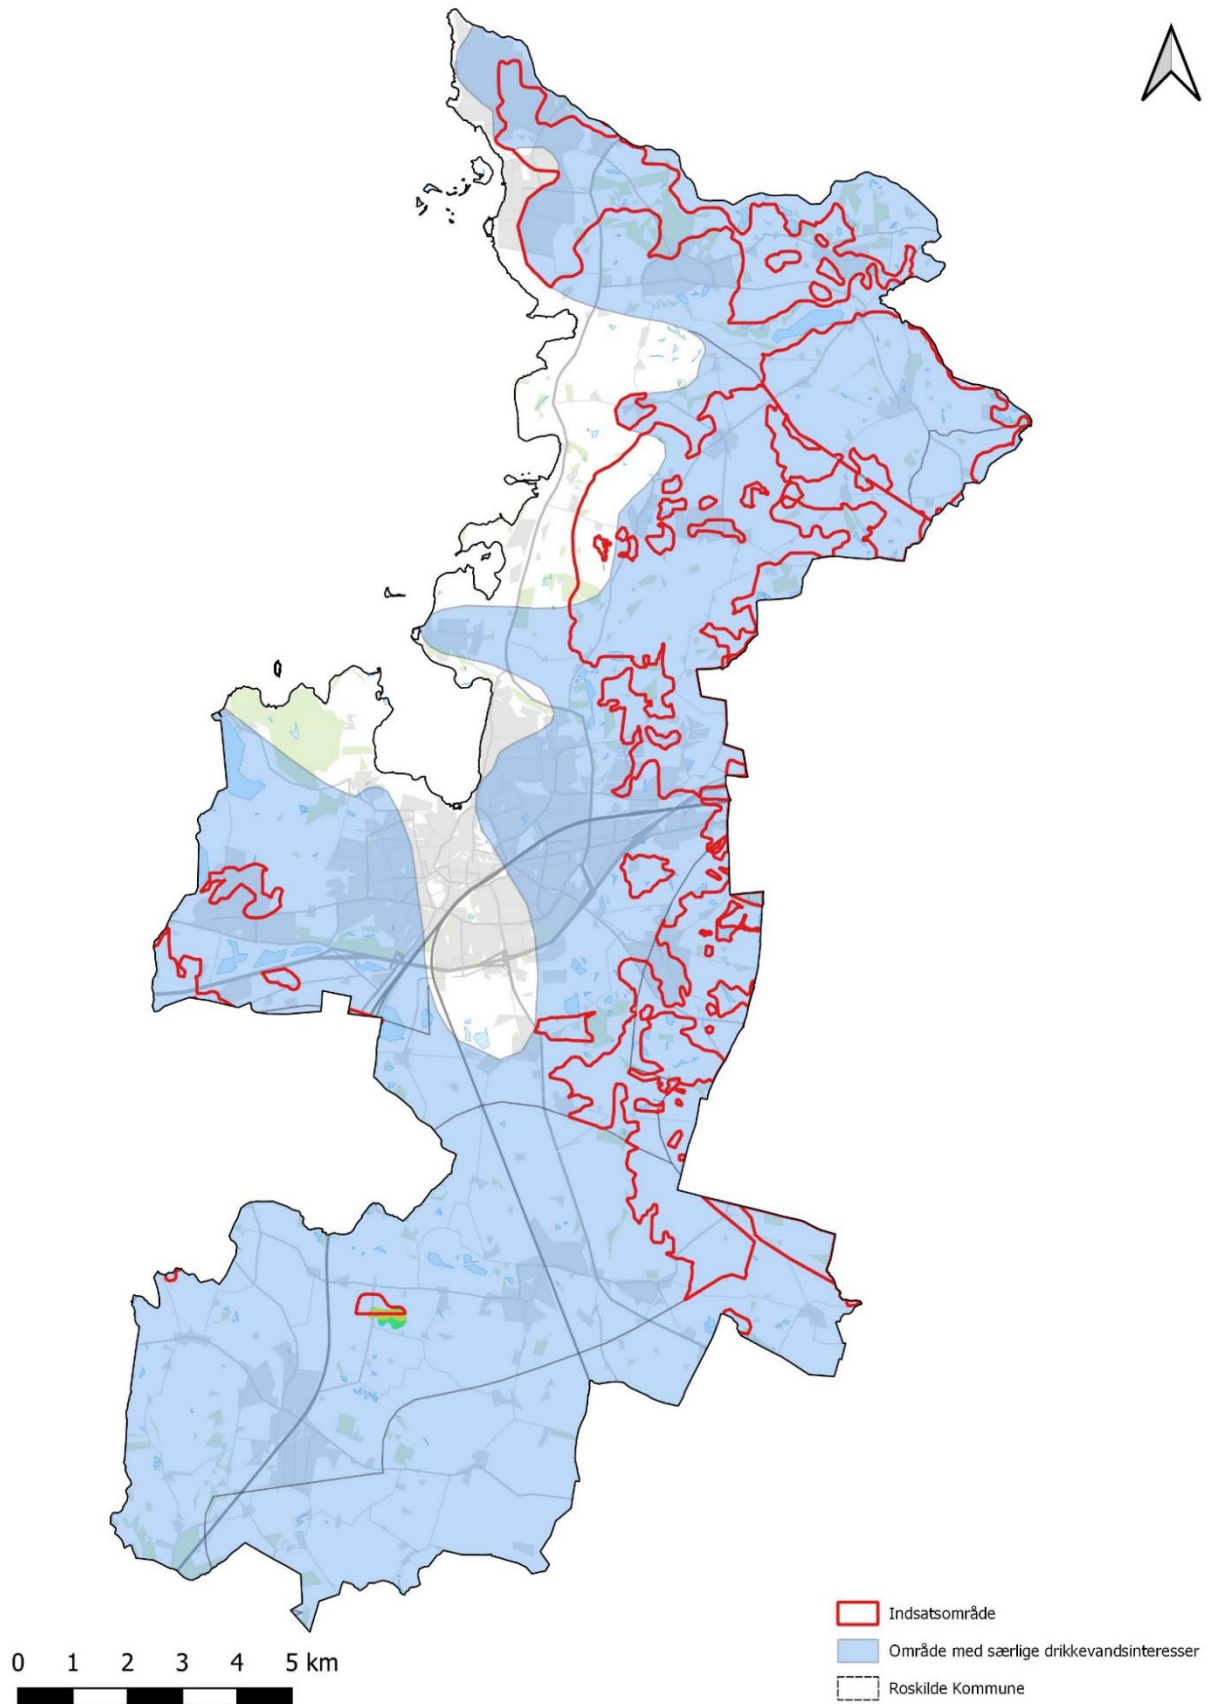 Indsatsområde
Område med særlige drikkevandsinteresser
Roskilde Kommune
0 1 2 3 4 5 km